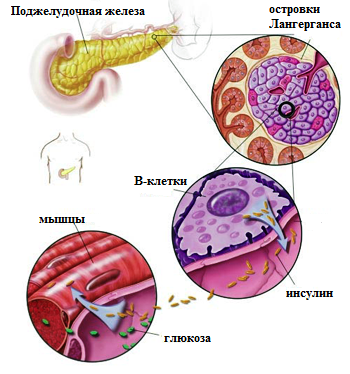 Поджелудочная железа
островки
Лангерганса
В-клетки
мышцы
инсулин
глюкоза